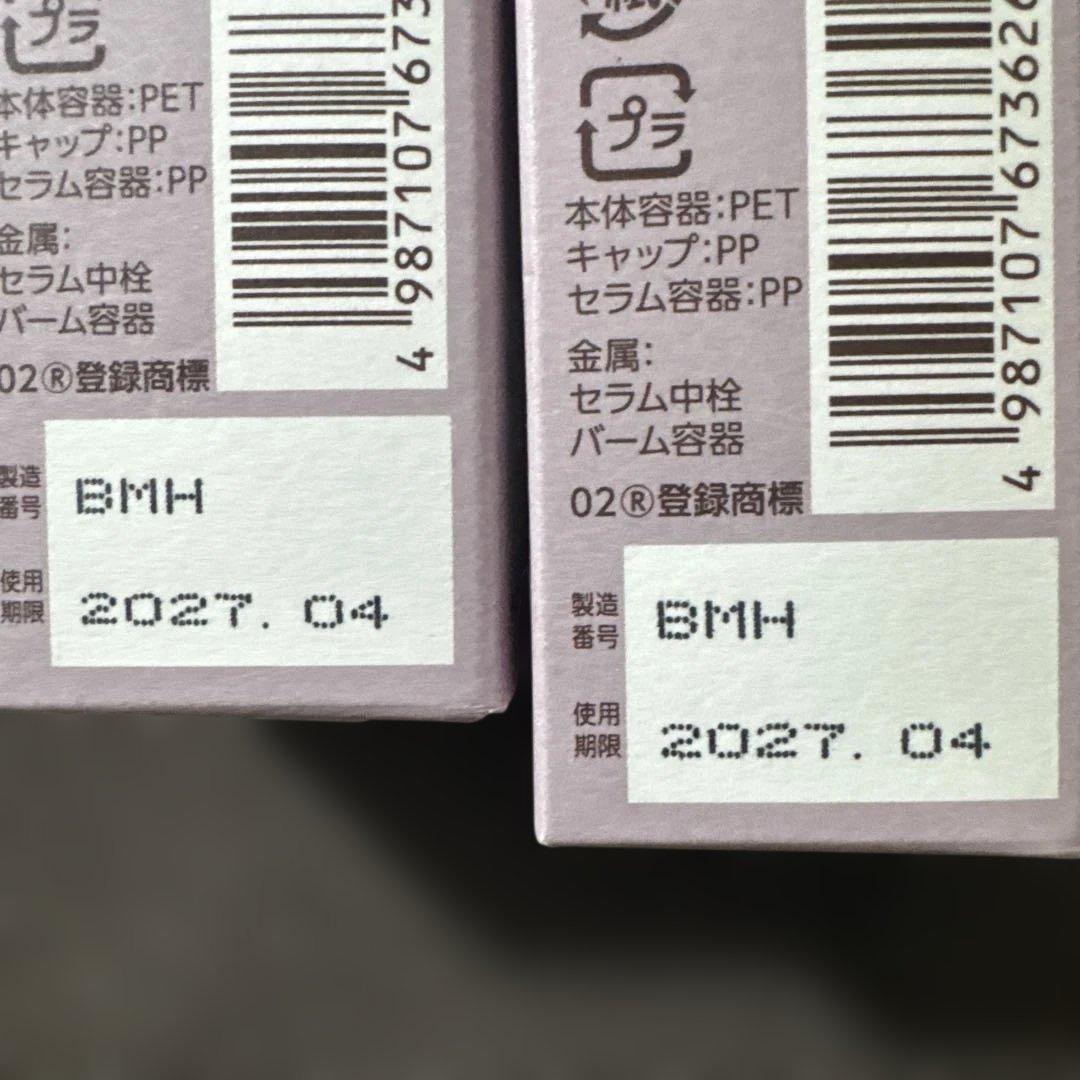 プラ
本体容器:PET
キャップ:PP
セラム容器:PP
金属:
セラム中栓
バーム容器
02®登録商標
4 987107 673
製造
番号
BMH
使用
期限
2027. 04
プラ
本体容器:PET
キャップ:PP
セラム容器:PP
金属:
セラム中栓
バーム容器
02®登録商標
4 987107 673626
製造
番号
BMH
使用
期限
2027. 04